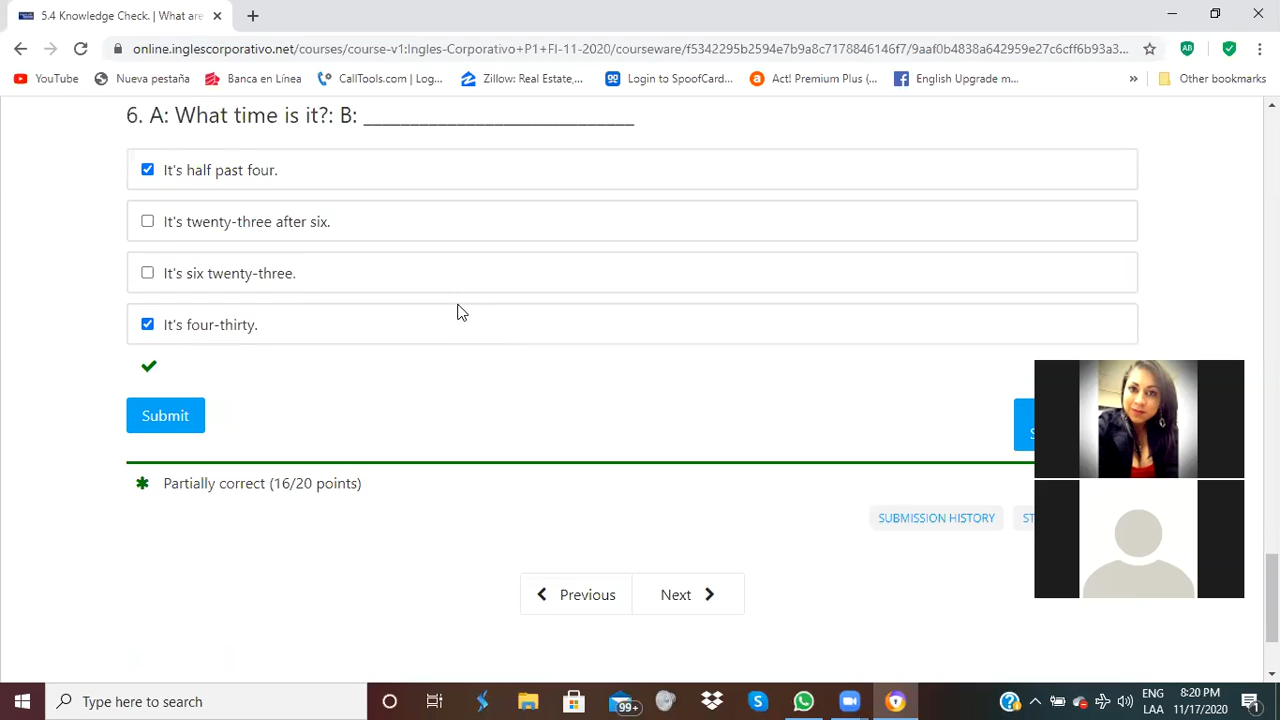 5.4 Knowledge Check. | What are
online.inglescorporativo.net/courses/course-v1:Ingles-Corporativo+P1+FI-11-2020/courseware/f5342295b2594e7b9a8c7178846146f7/9aaf0b4838a642959e27c6cff6b93a3...
YouTube Nueva pestaña Banca en Línea CallTools.com | Log... Zillow: Real Estate,... Login to SpoofCard... Act! Premium Plus (... English Upgrade m... » Other bookmarks
6. A: What time is it?: B: ____________________________
It's half past four.
It's twenty-three after six.
It's six twenty-three.
It's four-thirty.
Submit
S
Partially correct (16/20 points)
SUBMISSION HISTORY ST
Previous Next
Type here to search
99+
ENG
LAA
8:20 PM
11/17/2020